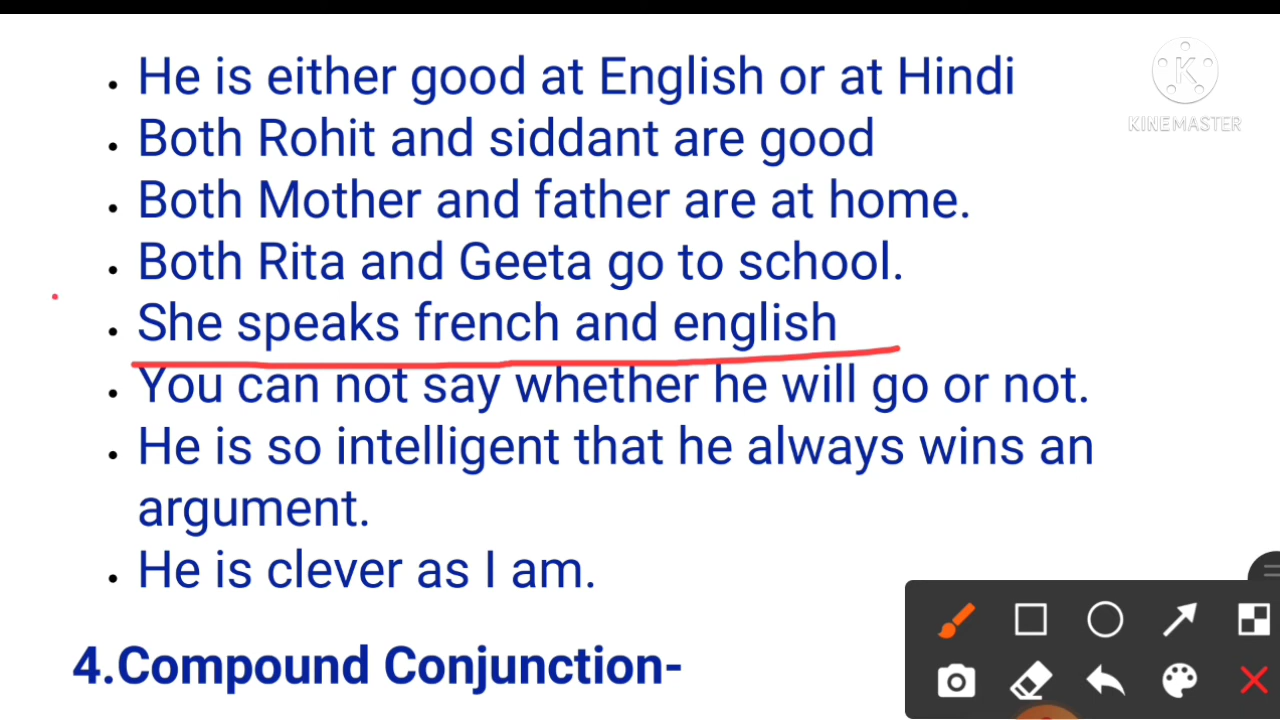 • He is either good at English or at Hindi
• Both Rohit and siddant are good
• Both Mother and father are at home.
• Both Rita and Geeta go to school.
• She speaks french and english
• You can not say whether he will go or not.
• He is so intelligent that he always wins an
argument.
• He is clever as I am.
4.Compound Conjunction-
K
KINEMASTER